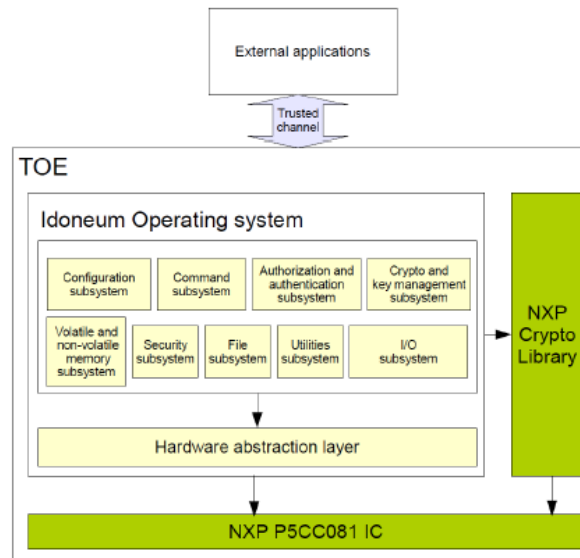 External applications
Trusted
channel
TOE
Idoneum Operating system
Configuration
subsystem
Command
subsystem
Authorization and
authentication
subsystem
Crypto and
key management
subsystem
Volatile and
non-volatile
memory
subsystem
Security
subsystem
File
subsystem
Utilities
subsystem
I/O
subsystem
Hardware abstraction layer
NXP
Crypto
Library
NXP P5CC081 IC